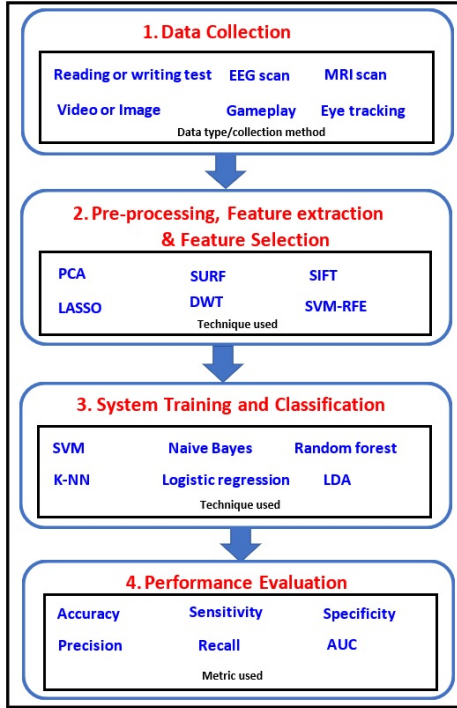 1. Data Collection
Reading or writing test EEG scan MRI scan
Video or Image Gameplay Eye tracking
Data type/collection method
2. Pre-processing, Feature extraction
& Feature Selection
PCA SURF SIFT
LASSO DWT SVM-RFE
Technique used
3. System Training and Classification
SVM Naive Bayes Random forest
K-NN Logistic regression LDA
Technique used
4. Performance Evaluation
Accuracy Sensitivity Specificity
Precision Recall AUC
Metric used